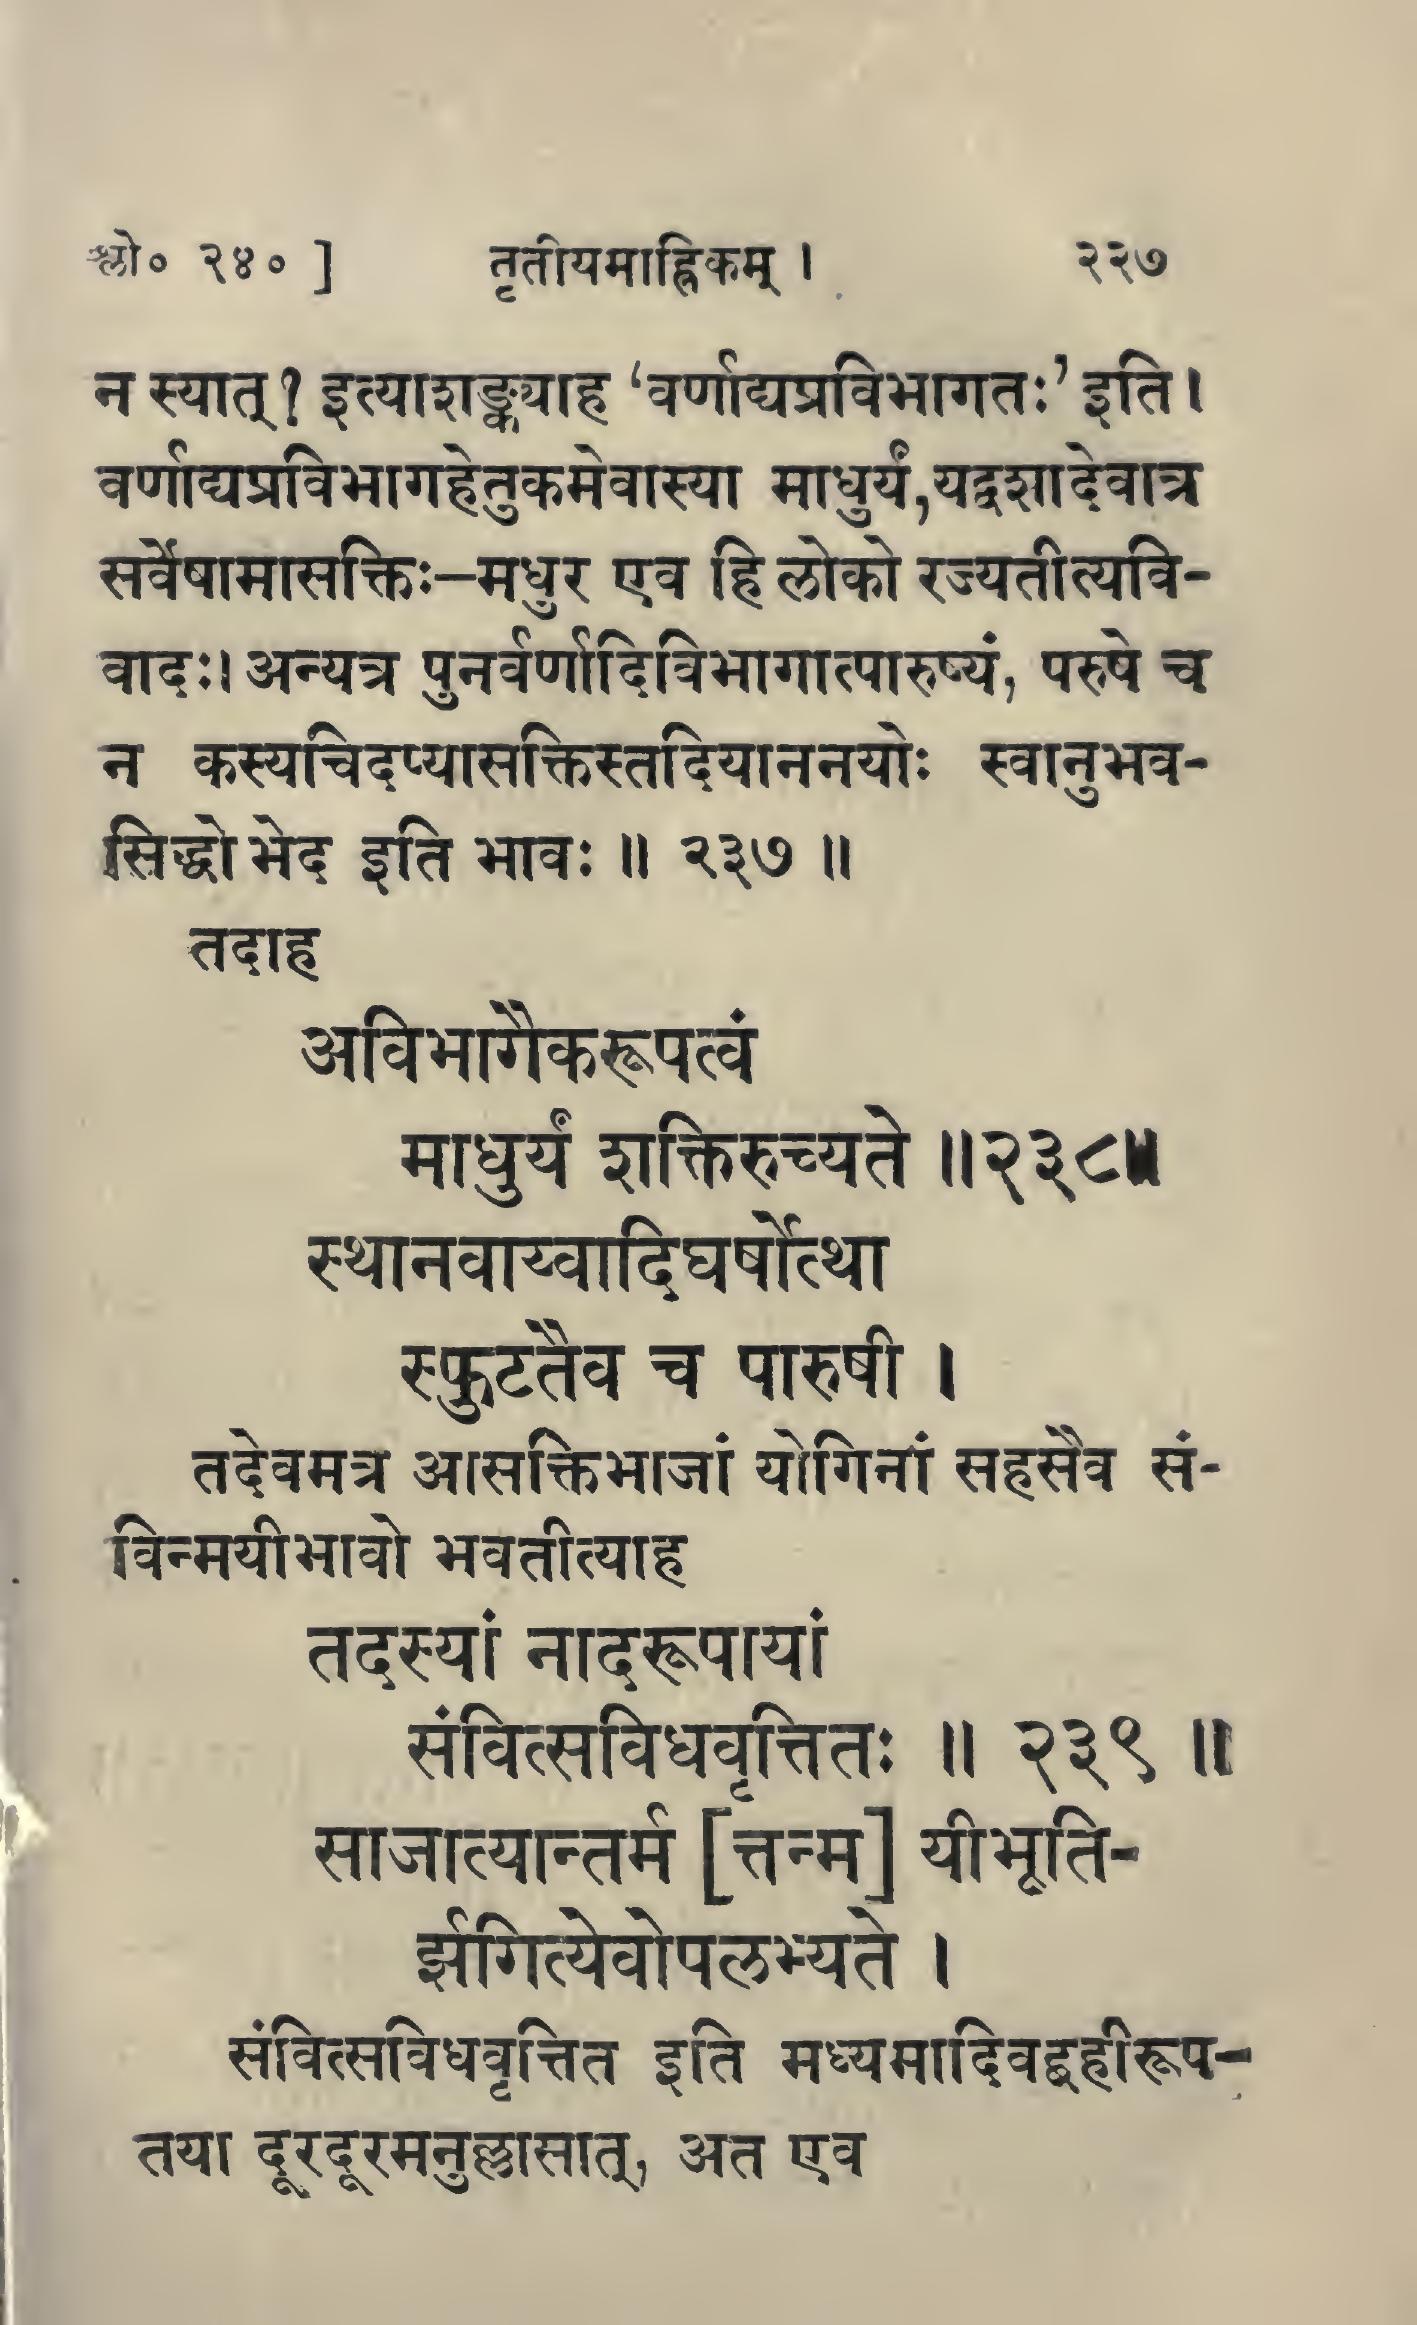 श्लो० २४० ] तृतीयमाह्निकम् । २२७
न स्यात् ? इत्याशङ्क्याह ‘वर्णाद्यप्रविभागतः’ इति ।
वर्णाद्यप्रविभागहेतुकमेवास्या माधुर्यं, यद्वशादेवात्र
सर्वेषामासक्तिः—मधुर एव हि लोको रज्यतीत्यवि-
वादः। अन्यत्र पुनर्वर्णादिविभागात्पारुष्यं, परुषे च
न कस्यचिदप्यासक्तिस्तदियाननयोः स्वानुभव-
सिद्धो भेद इति भावः ॥ २३७ ॥
तदाह
अविभागैकरूपत्वं
माधुर्यं शक्तिरुच्यते ॥२३८॥
स्थानवाय्वादिघर्षोत्था
स्फुटतैव च पारुषी ।
तदेवमत्र आसक्तिभाजां योगिनां सहसैव सं-
विन्मयीभावो भवतीत्याह
तदस्यां नादरूपायां
संवित्सविधवृत्तितः ॥ २३९ ॥
साजात्यान्तर्म [त्तन्म] यीभूति-
र्झगित्येवोपलभ्यते ।
संवित्सविधवृत्तित इति मध्यमादिवद्बहीरूप-
तया दूरदूरमनुल्लासात्, अत एव